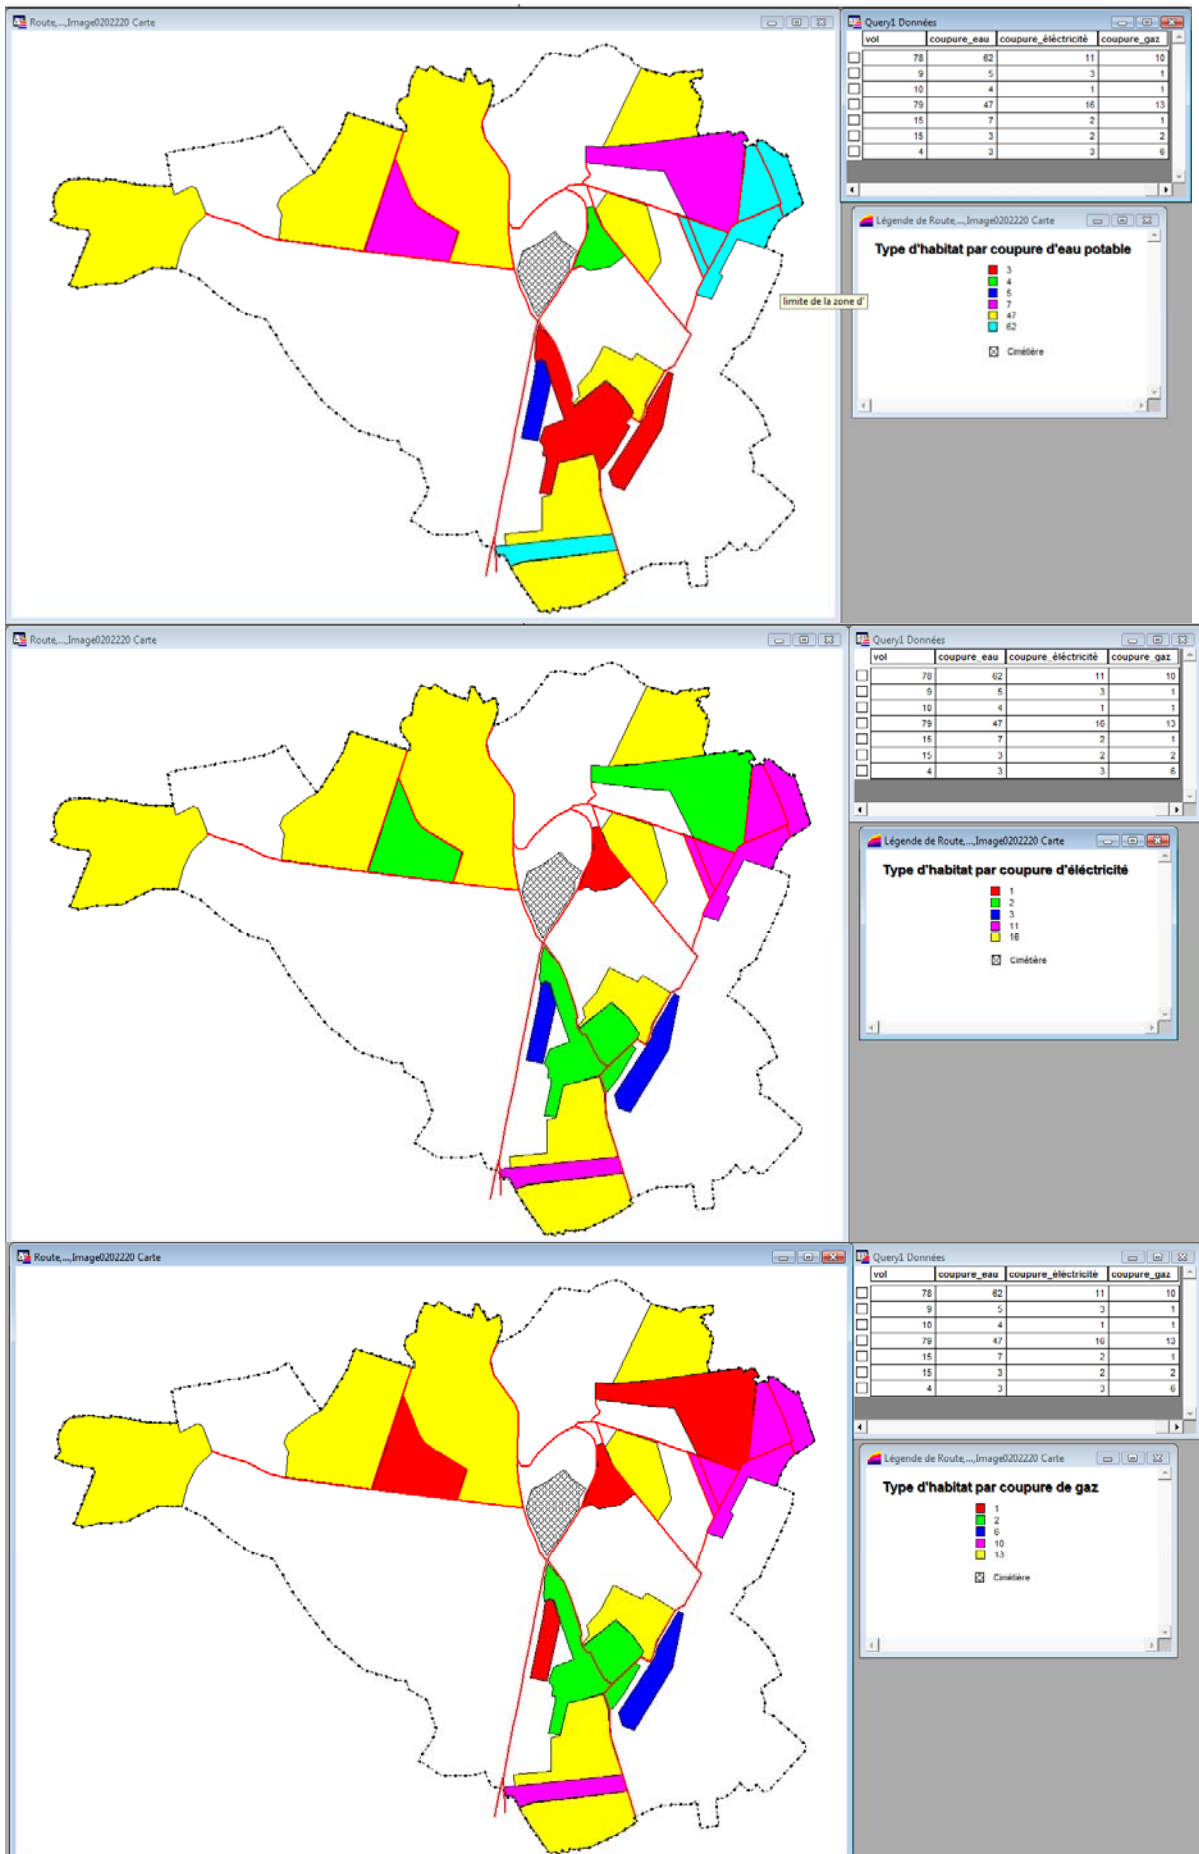 Route,...,Image0202220 Carte
Query1 Données
vol coupure_eau coupure_élèctricité coupure_gaz
78 62 11 10
9 5 3 1
10 4 1 1
79 47 16 13
15 7 2 1
15 3 2 2
4 3 3 6
Légende de Route,...,Image0202220 Carte
Type d'habitat par coupure d'eau potable
3
4
5
7
47
62
Cimétière
limite de la zone d'
Route,...,Image0202220 Carte
Query1 Données
vol coupure_eau coupure_élèctricité coupure_gaz
78 62 11 10
9 5 3 1
10 4 1 1
79 47 16 13
15 7 2 1
15 3 2 2
4 3 3 6
Légende de Route,...,Image0202220 Carte
Type d'habitat par coupure d'éléctricité
1
2
3
11
16
Cimétière
Route,...,Image0202220 Carte
Query1 Données
vol coupure_eau coupure_élèctricité coupure_gaz
78 62 11 10
9 5 3 1
10 4 1 1
79 47 16 13
15 7 2 1
15 3 2 2
4 3 3 6
Légende de Route,...,Image0202220 Carte
Type d'habitat par coupure de gaz
1
2
6
10
13
Cimétière